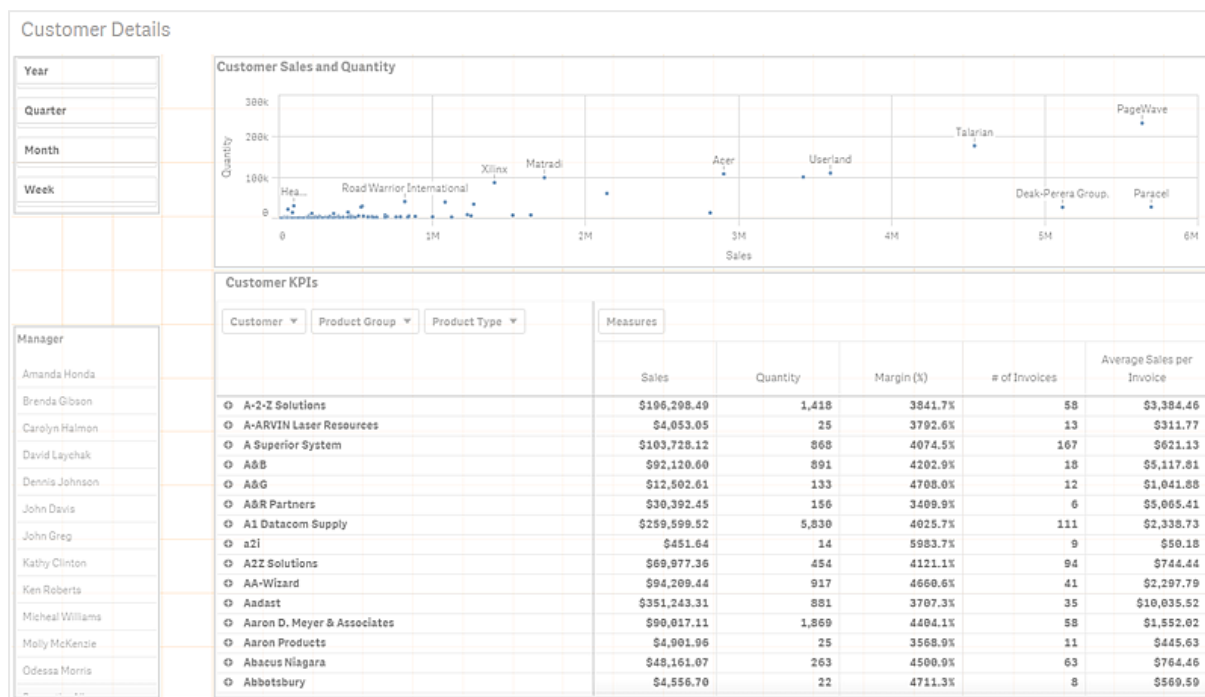 Customer Details
Year
Quarter
Month
Week
Customer Sales and Quantity
300k
200k
100k
0
Quantity
PageWave
Talarian
Acer
Userland
Xilinx
Matradi
Hea...
Road Warrior International
Deak-Perera Group.
Paracel
0 1M 2M 3M 4M 5M 6M
Sales
Manager
Amanda Honda
Brenda Gibson
Carolyn Halmon
David Laychak
Dennis Johnson
John Davis
John Greg
Kathy Clinton
Ken Roberts
Micheal Williams
Molly McKenzie
Odessa Morris
Customer KPIs
Customer Product Group Product Type Measures
Sales Quantity Margin (%) # of Invoices Average Sales per
Invoice
A-2-Z Solutions $196,298.49 1,418 3841.7% 58 $3,384.46
A-ARVIN Laser Resources $4,053.05 25 3792.6% 13 $311.77
A Superior System $103,728.12 868 4074.5% 167 $621.13
A&B $92,120.60 891 4202.9% 18 $5,117.81
A&G $12,502.61 133 4708.0% 12 $1,041.88
A&R Partners $30,392.45 156 3409.9% 6 $5,065.41
A1 Datacom Supply $259,599.52 5,830 4025.7% 111 $2,338.73
a2i $451.64 14 5983.7% 9 $50.18
A2Z Solutions $69,977.36 454 4121.1% 94 $744.44
AA-Wizard $94,209.44 917 4660.6% 41 $2,297.79
Aadast $351,243.31 881 3707.3% 35 $10,035.52
Aaron D. Meyer & Associates $90,017.11 1,869 4404.1% 58 $1,552.02
Aaron Products $4,901.96 25 3568.9% 11 $445.63
Abacus Niagara $48,161.07 263 4500.9% 63 $764.46
Abbotsbury $4,556.70 22 4711.3% 8 $569.59